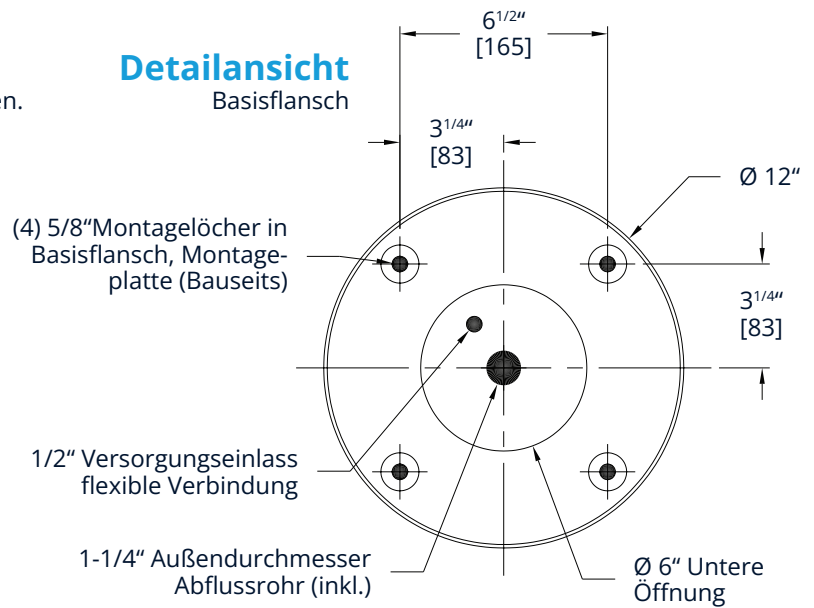 6 1/2“
[165]
Detailansicht
en.
Basisflansch
3 1/4“
[83]
Ø 12“
(4) 5/8“Montagelöcher in
Basisflansch, Montage-
platte (Bauseits)
3 1/4“
[83]
1/2“ Versorgungseinlass
flexible Verbindung
1-1/4“ Außendurchmesser
Abflussrohr (inkl.)
Ø 6“ Untere
Öffnung